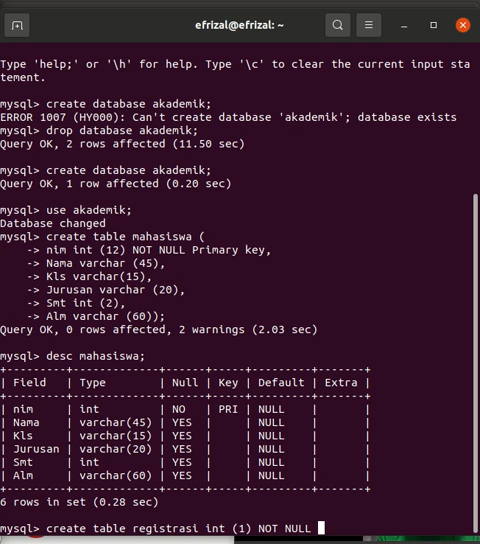 efrizal@efrizal: ~
Type 'help;' or '\h' for help. Type '\c' to clear the current input sta
tement.
mysql> create database akademik;
ERROR 1007 (HY000): Can't create database 'akademik'; database exists
mysql> drop database akademik;
Query OK, 2 rows affected (11.50 sec)
mysql> create database akademik;
Query OK, 1 row affected (0.20 sec)
mysql> use akademik;
Database changed
mysql> create table mahasiswa (
    -> nim int (12) NOT NULL Primary key,
    -> Nama varchar (45),
    -> Kls varchar(15),
    -> Jurusan varchar (20),
    -> Smt int (2),
    -> Alm varchar (60));
Query OK, 0 rows affected, 2 warnings (2.03 sec)
mysql> desc mahasiswa;
+---------+-------------+------+-----+---------+-------+
| Field   | Type        | Null | Key | Default | Extra |
+---------+-------------+------+-----+---------+-------+
| nim     | int         | NO   | PRI | NULL    |       |
| Nama    | varchar(45) | YES  |     | NULL    |       |
| Kls     | varchar(15) | YES  |     | NULL    |       |
| Jurusan | varchar(20) | YES  |     | NULL    |       |
| Smt     | int         | YES  |     | NULL    |       |
| Alm     | varchar(60) | YES  |     | NULL    |       |
+---------+-------------+------+-----+---------+-------+
6 rows in set (0.28 sec)
mysql> create table registrasi int (1) NOT NULL